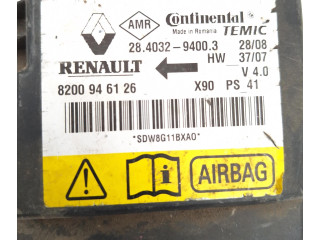 AMR Continental
Made in Romania TEMIC
28.4032-9400.3 28/08
RENAULT HW 37/07
V 4.0
8200 94 61 26 X90 PS 41
*SDW8G11BXAO*
AIRBAG